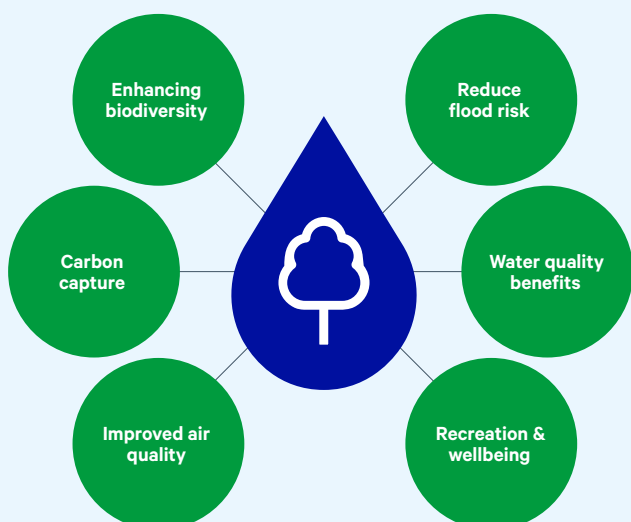 Enhancing
biodiversity
Reduce
flood risk
Carbon
capture
Water quality
benefits
Improved air
quality
Recreation &
wellbeing